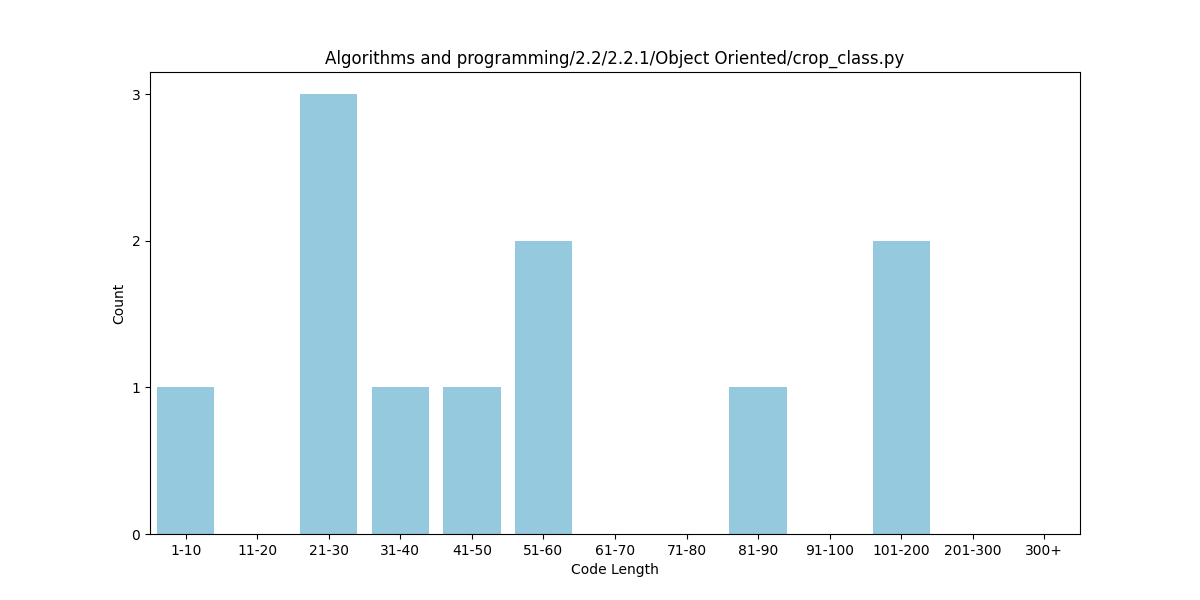 Algorithms and programming/2.2/2.2.1/Object Oriented/crop_class.py
3
2
1
0
Count
1-10 11-20 21-30 31-40 41-50 51-60 61-70 71-80 81-90 91-100 101-200 201-300 300+
Code Length